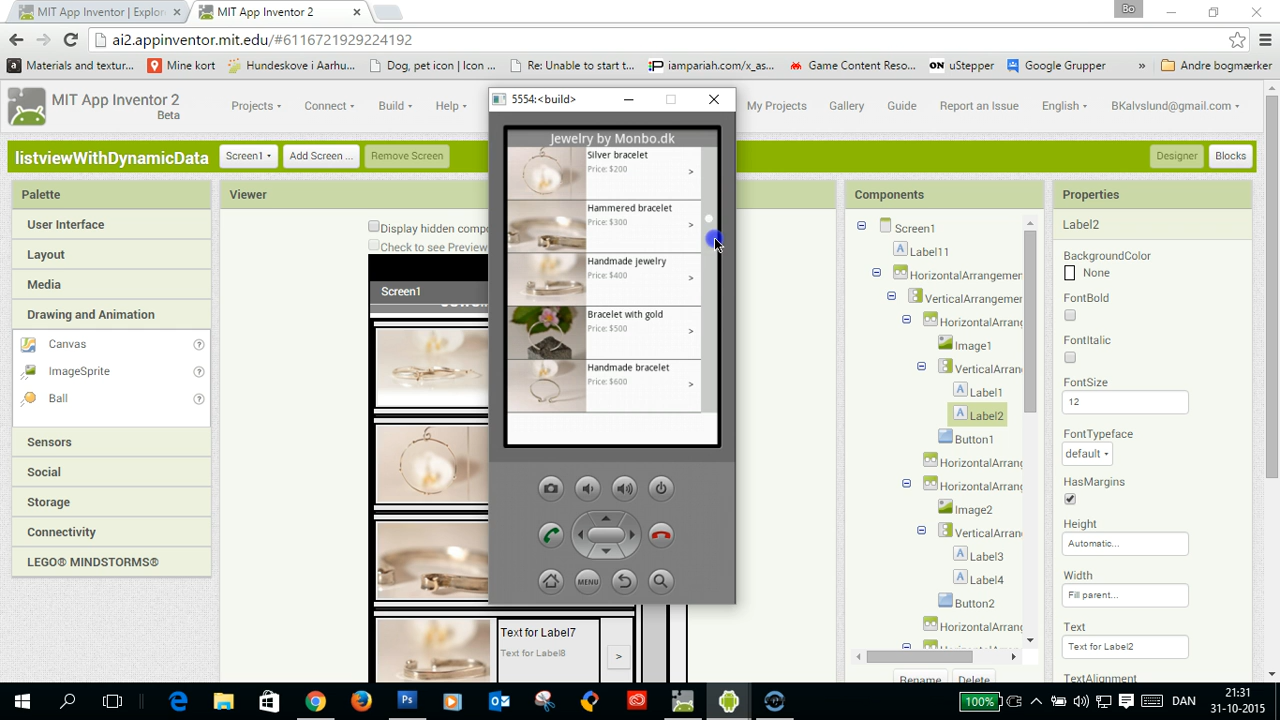 MIT App Inventor | Explor
MIT App Inventor 2
Bo
ai2.appinventor.mit.edu/#6116721929224192
Materials and textur...
Mine kort
Hundeskove i Aarhu...
Dog, pet icon | Icon ...
Re: Unable to start t...
iampariah.com/x_as...
Game Content Reso...
ON uStepper
Google Grupper
»
Andre bogmærker
MIT App Inventor 2
Beta
Projects
Connect
Build
Help
My Projects
Gallery
Guide
Report an Issue
English
BKalvslund@gmail.com
listviewWithDynamicData
Screen1
Add Screen ...
Remove Screen
Designer
Blocks
5554:<build>
Jewelry by Monbo.dk
Silver bracelet
Price: $200
>
Hammered bracelet
Price: $300
>
Handmade jewelry
Price: $400
>
Bracelet with gold
Price: $500
>
Handmade bracelet
Price: $600
>
MENU
Palette
User Interface
Layout
Media
Drawing and Animation
Canvas
?
ImageSprite
?
Ball
?
Sensors
Social
Storage
Connectivity
LEGO® MINDSTORMS®
Viewer
Display hidden compo
Check to see Preview
Screen1
Text for Label7
Text for Label8
>
Components
Screen1
Label11
HorizontalArrangemen
VerticalArrangemen
HorizontalArrang
Image1
VerticalArran
Label1
Label2
Button1
HorizontalArrang
HorizontalArrang
Image2
VerticalArran
Label3
Label4
Button2
HorizontalArrang
Rename
Delete
Properties
Label2
BackgroundColor
None
FontBold
FontItalic
FontSize
12
FontTypeface
default
HasMargins
Height
Automatic...
Width
Fill parent...
Text
Text for Label2
TextAlignment
Ps
100%
DAN
21:31
31-10-2015